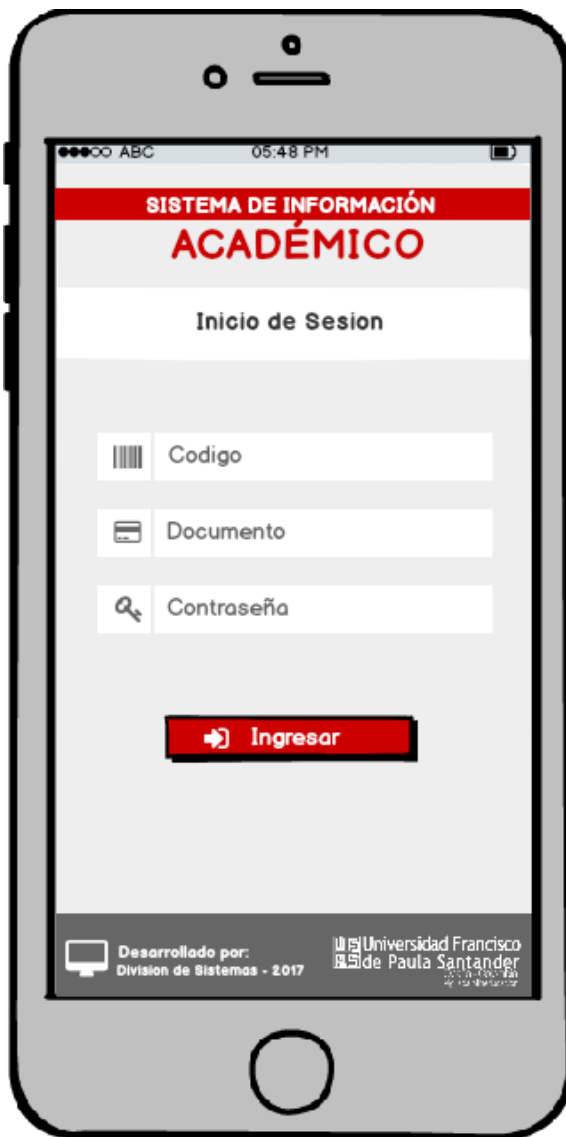 ABC 05:48 PM
SISTEMA DE INFORMACIÓN
ACADÉMICO
Inicio de Sesion
Codigo
Documento
Contraseña
Ingresar
Desarrollado por:
Division de Sistemas - 2017
Universidad Francisco
de Paula Santander